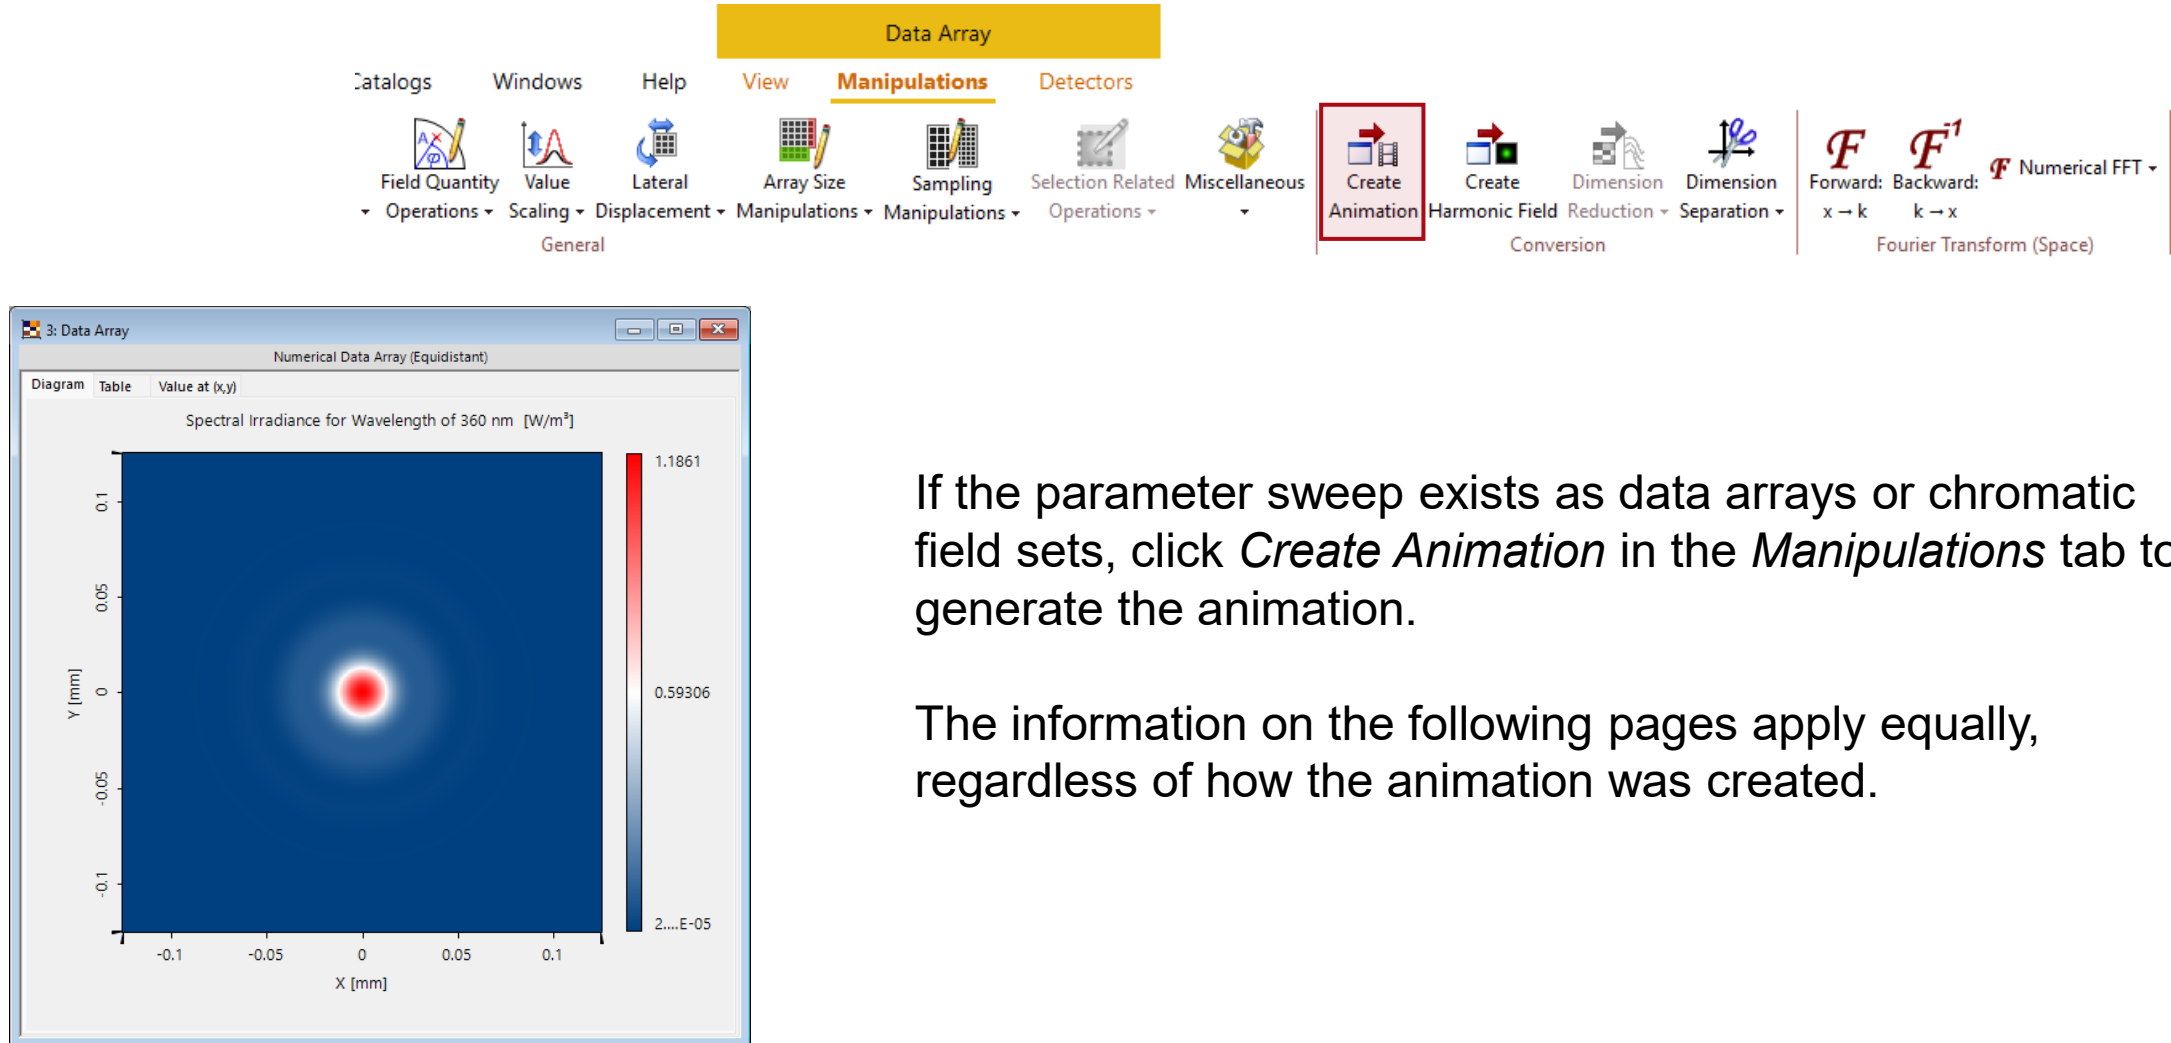 Data Array
Catalogs Windows Help View Manipulations Detectors
Field Quantity Operations
Value Scaling
Lateral Displacement
Array Size Manipulations
Sampling Manipulations
Selection Related Operations
Miscellaneous
Create Animation
Create Harmonic Field
Dimension Reduction
Dimension Separation
Forward: x → k
Backward: k → x
Numerical FFT
General
Conversion
Fourier Transform (Space)
3: Data Array
Numerical Data Array (Equidistant)
Diagram Table Value at (x,y)
Spectral Irradiance for Wavelength of 360 nm [W/m³]
1.1861
0.59306
2....E-05
0.1
0.05
0
-0.05
-0.1
Y [mm]
-0.1 -0.05 0 0.05 0.1
X [mm]
If the parameter sweep exists as data arrays or chromatic
field sets, click Create Animation in the Manipulations tab to
generate the animation.
The information on the following pages apply equally,
regardless of how the animation was created.